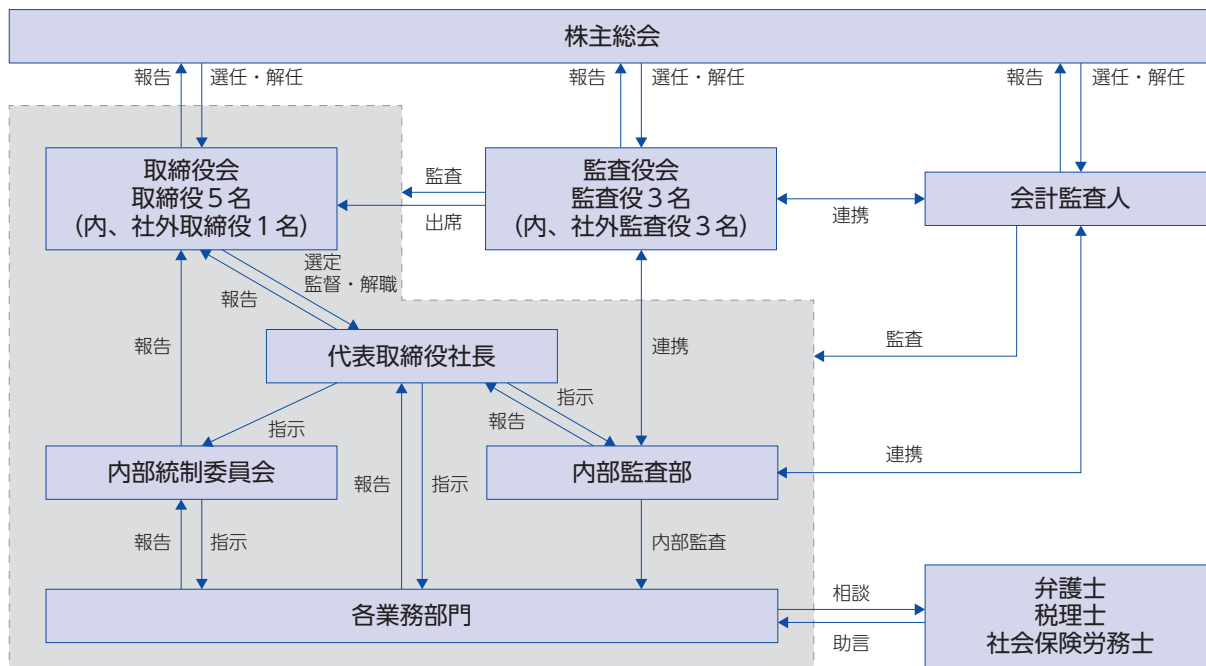 株主総会
報告
選任・解任
報告
選任・解任
報告
選任・解任
取締役会
取締役5名
（内、社外取締役1名）
監査
出席
監査役会
監査役3名
（内、社外監査役3名）
連携
会計監査人
選定
監督・解職
報告
報告
代表取締役社長
連携
監査
指示
指示
報告
内部統制委員会
報告
指示
内部監査部
連携
報告
指示
内部監査
各業務部門
相談
助言
弁護士
税理士
社会保険労務士